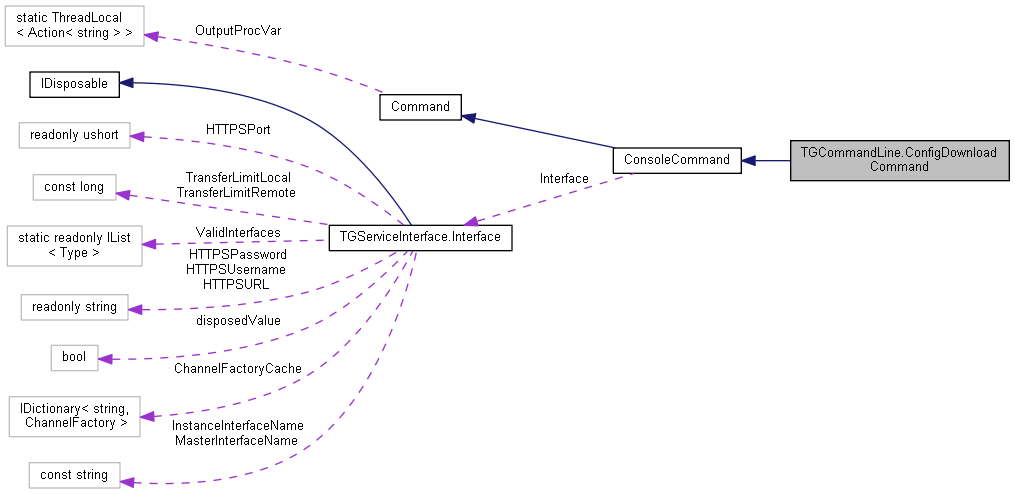 static ThreadLocal
< Action< string > >
OutputProcVar
IDisposable
Command
readonly ushort
HTTPSPort
ConsoleCommand
TGCommandLine.ConfigDownload
Command
const long
TransferLimitLocal
TransferLimitRemote
Interface
static readonly IList
< Type >
ValidInterfaces
TGServiceInterface.Interface
HTTPSPassword
HTTPSUsername
HTTPSURL
readonly string
disposedValue
bool
ChannelFactoryCache
IDictionary< string,
ChannelFactory >
InstanceInterfaceName
MasterInterfaceName
const string